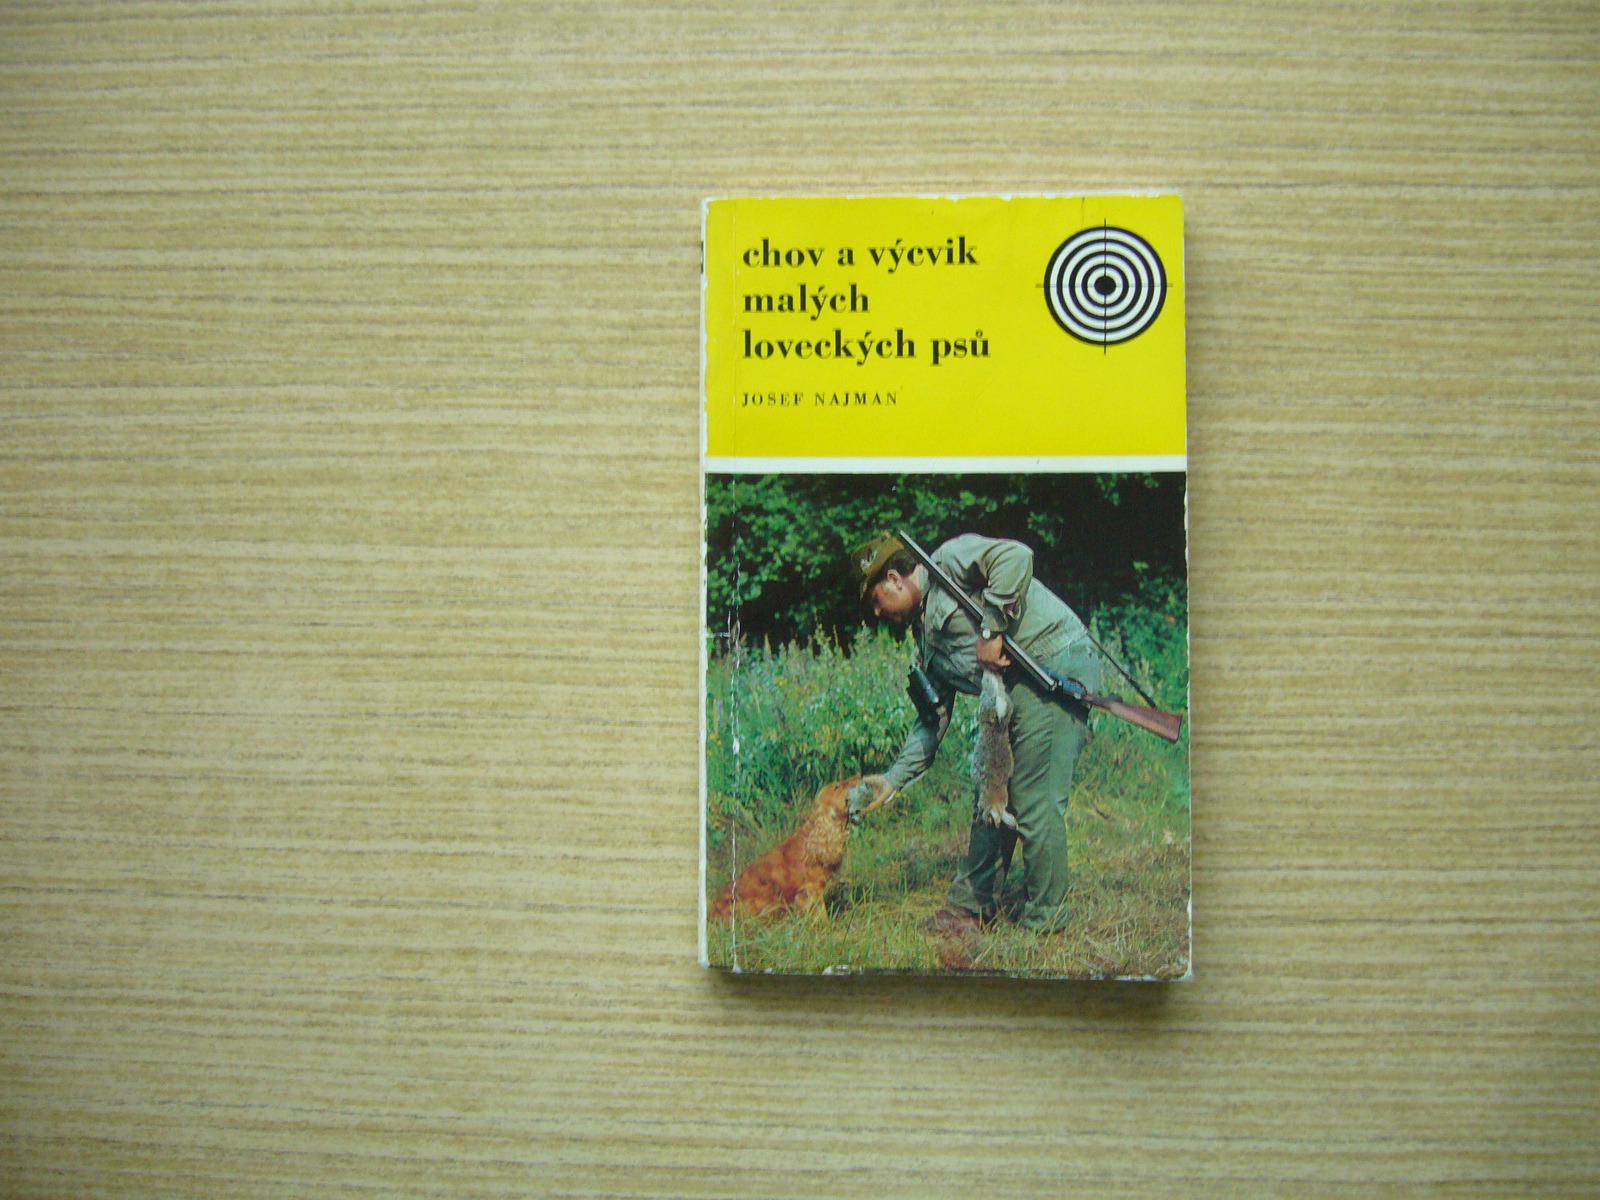 chov a výcvik
malých
loveckých psů
JOSEF NAJMAN